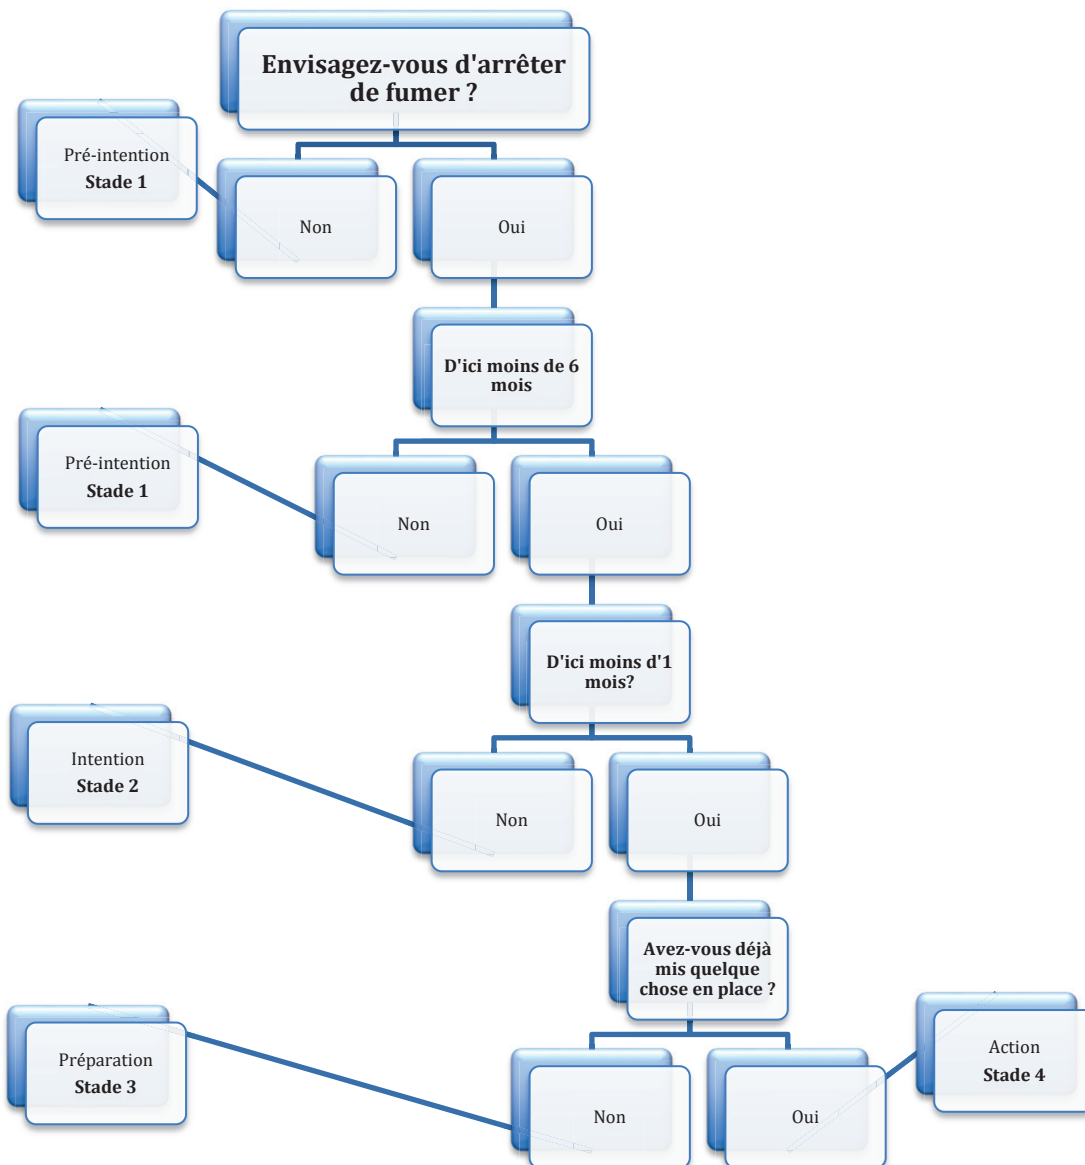 Envisagez-vous d'arrêter
de fumer ?
Pré-intention
Stade 1
Non
Oui
D'ici moins de 6
mois
Pré-intention
Stade 1
Non
Oui
D'ici moins d'1
mois?
Intention
Stade 2
Non
Oui
Avez-vous déjà
mis quelque
chose en place ?
Préparation
Stade 3
Non
Oui
Action
Stade 4